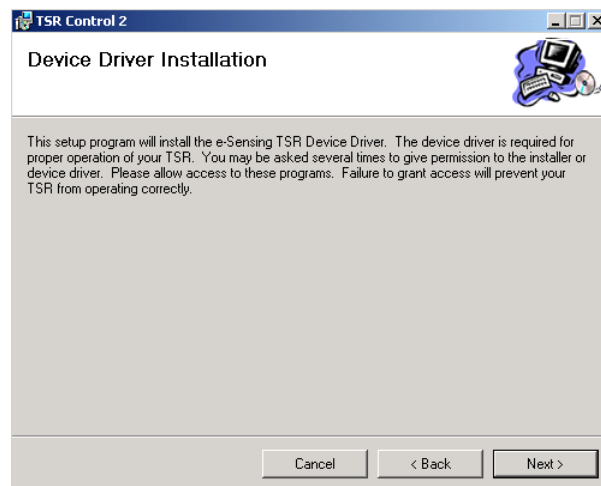 TSR Control 2
Device Driver Installation
This setup program will install the e-Sensing TSR Device Driver. The device driver is required for
proper operation of your TSR. You may be asked several times to give permission to the installer or
device driver. Please allow access to these programs. Failure to grant access will prevent your
TSR from operating correctly.
Cancel
< Back
Next >